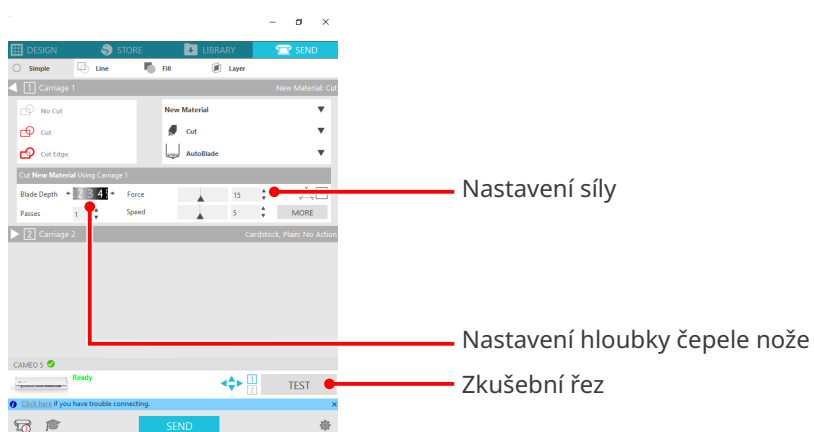 DESIGN STORE LIBRARY SEND
Simple Line Fill Layer
1 Carriage 1 New Material: Cut
No Cut New Material
Cut Cut
Cut Edge AutoBlade
Cut New Material Using Carriage 1
Blade Depth 2 3 4 Force 15 Nastavení síly
Passes 1 Speed 5 MORE
2 Carriage 2 Cardstock, Plain: No Action
Nastavení hloubky čepele nože
CAMEO 5
Ready 1 2 TEST Zkušební řez
Click here if you have trouble connecting.
SEND